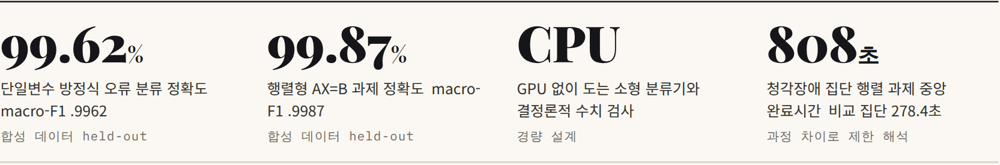 99.62%
단일변수 방정식 오류 분류 정확도
macro-F1 .9962
합성 데이터 held-out
99.87%
행렬형 AX=B 과제 정확도 macro-
F1 .9987
합성 데이터 held-out
CPU
GPU 없이 도는 소형 분류기와
결정론적 수치 검사
경량 설계
808초
청각장애 집단 행렬 과제 중앙
완료시간 비교 집단 278.4초
과정 차이로 제한 해석